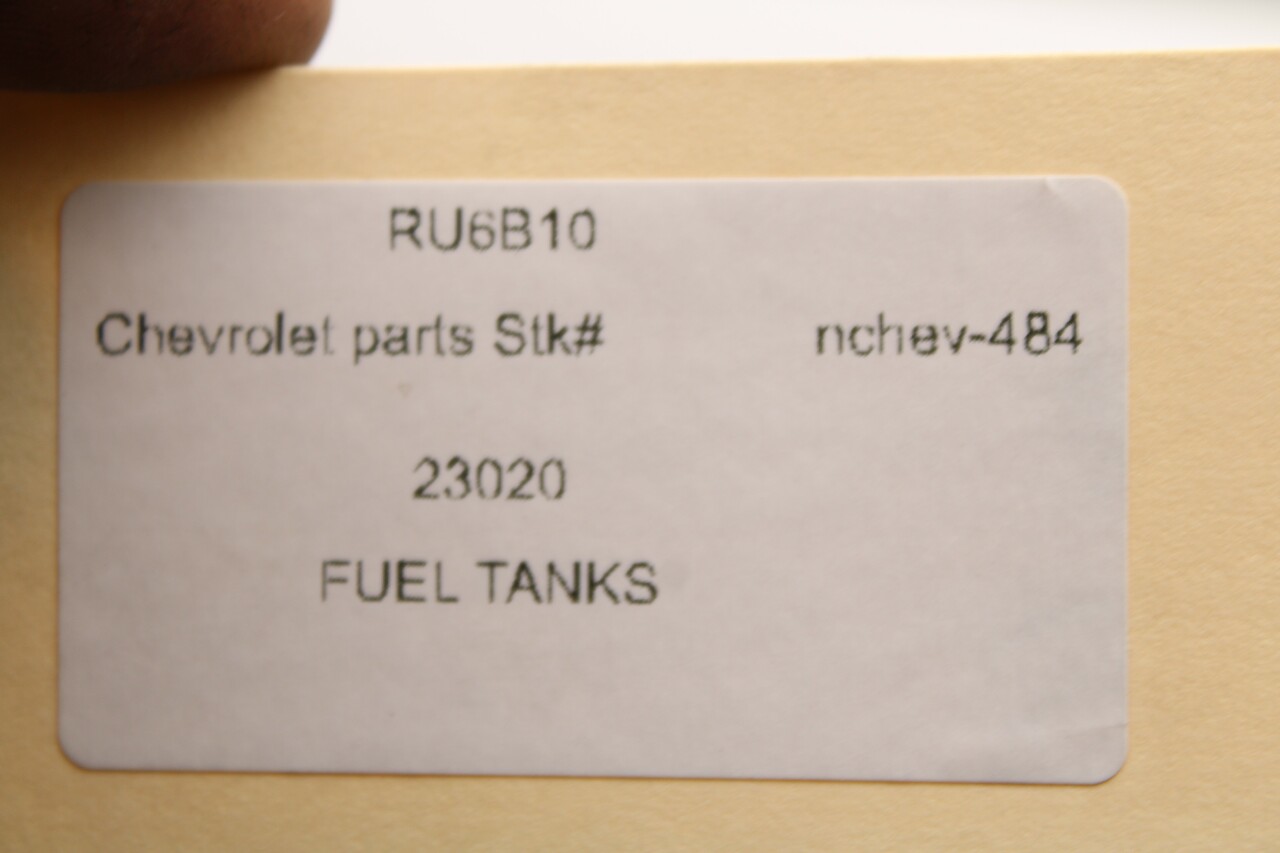 RU6B10
Chevrolet parts Stk# nchev-484
23020
FUEL TANKS